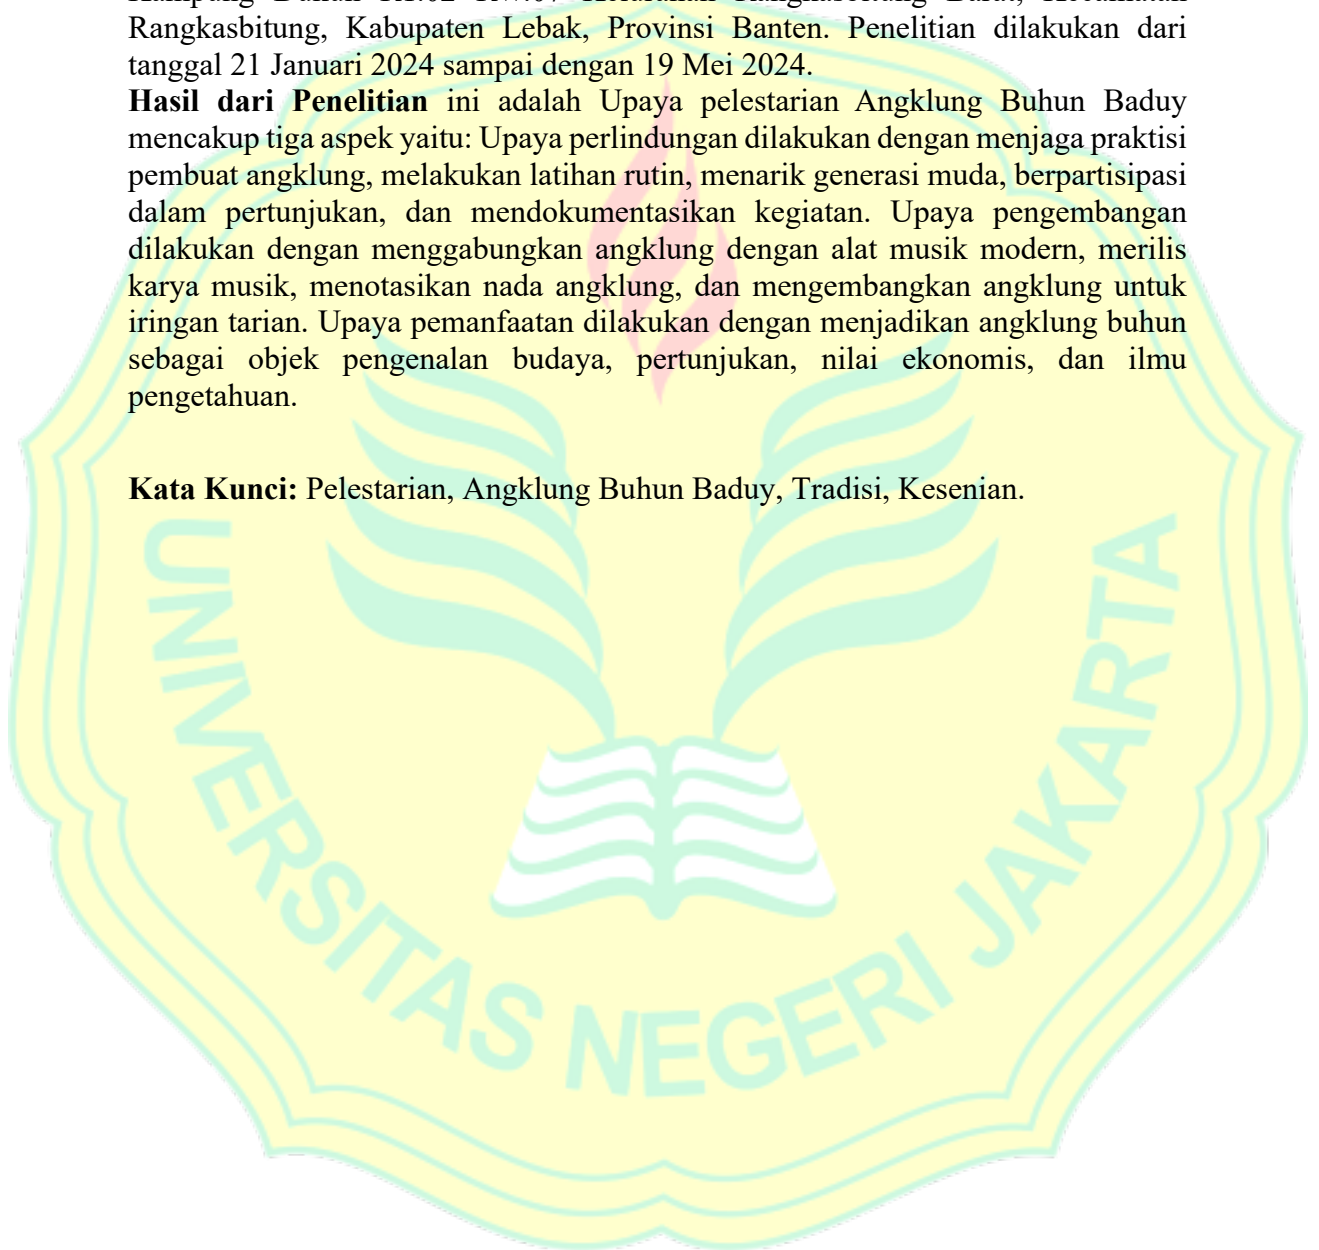 Rangkasbitung, Kabupaten Lebak, Provinsi Banten. Penelitian dilakukan dari
tanggal 21 Januari 2024 sampai dengan 19 Mei 2024.
Hasil dari Penelitian ini adalah Upaya pelestarian Angklung Buhun Baduy
mencakup tiga aspek yaitu: Upaya perlindungan dilakukan dengan menjaga praktisi
pembuat angklung, melakukan latihan rutin, menarik generasi muda, berpartisipasi
dalam pertunjukan, dan mendokumentasikan kegiatan. Upaya pengembangan
dilakukan dengan menggabungkan angklung dengan alat musik modern, merilis
karya musik, menotasikan nada angklung, dan mengembangkan angklung untuk
iringan tarian. Upaya pemanfaatan dilakukan dengan menjadikan angklung buhun
sebagai objek pengenalan budaya, pertunjukan, nilai ekonomis, dan ilmu
pengetahuan.
Kata Kunci: Pelestarian, Angklung Buhun Baduy, Tradisi, Kesenian.
UNIVERSITAS NEGERI JAKARTA